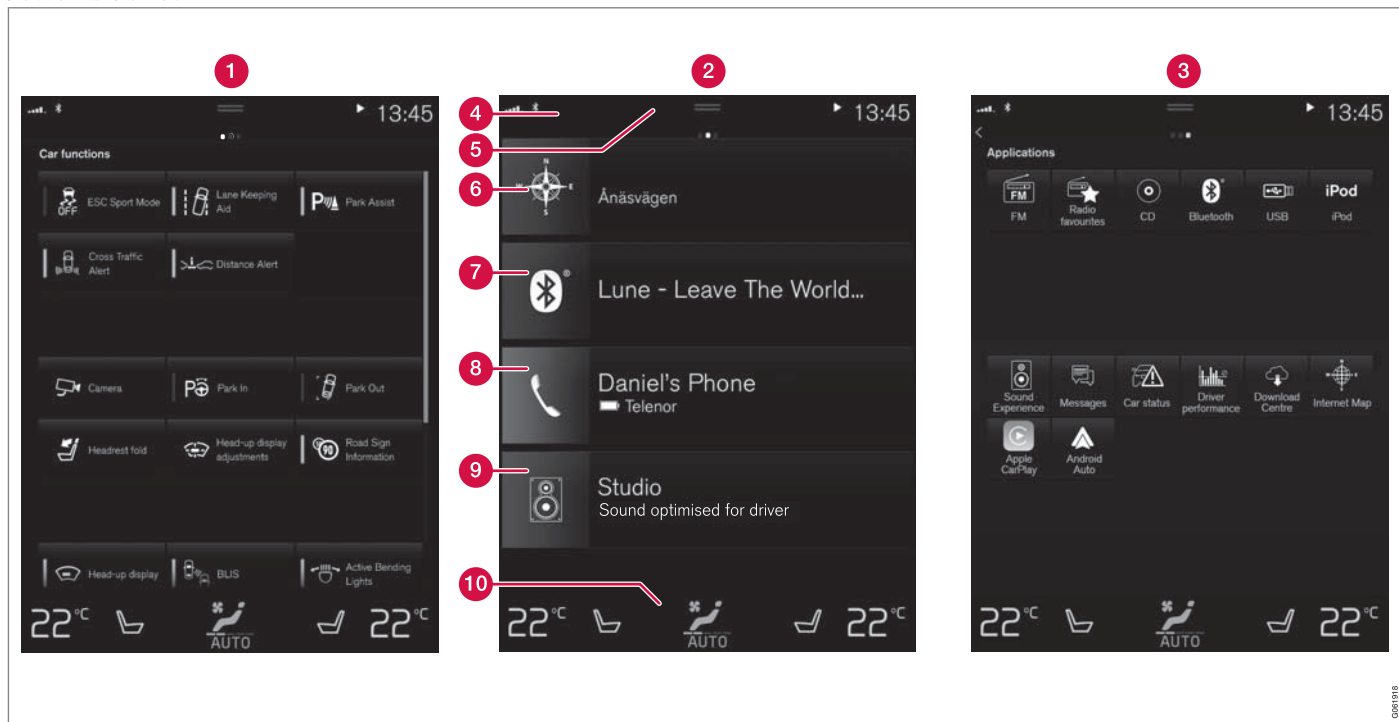 1
2
3
13:45
Car functions
ESC Sport Mode
OFF
Lane Keeping
Aid
P
Park Assist
Cross Traffic
Alert
Distance Alert
Camera
P
Park In
Park Out
Headrest fold
Head-up display
adjustments
90
Road Sign
Information
Head-up display
BLIS
Active Bending
Lights
22°C
AUTO
22°C
4
13:45
5
6
N
W
E
S
Ånäsvägen
7
Lune - Leave The World...
8
Daniel's Phone
Telenor
9
Studio
Sound optimised for driver
10
22°C
AUTO
22°C
13:45
Applications
FM
FM
Radio
favourites
CD
Bluetooth
USB
iPod
iPod
Sound
Experience
Messages
Car status
Driver
performance
Download
Centre
Internet Map
Apple
CarPlay
Android
Auto
22°C
AUTO
22°C
G061918